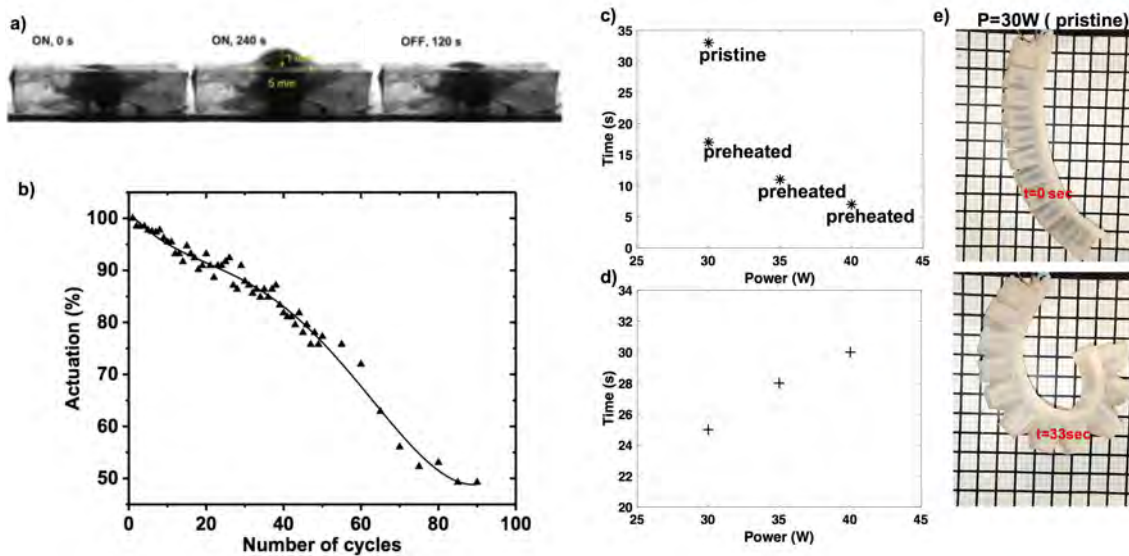 a)
ON, 0 s
ON, 240 s
OFF. 120 s
5 mm
b)
100
90
80
70
60
50
0
20
40
60
80
100
Actuation (%)
Number of cycles
c)
35
30
25
20
15
10
5
0
25
30
35
40
45
Time (s)
Power (W)
pristine
preheated
preheated
preheated
d)
34
32
30
28
26
24
22
20
25
30
35
40
45
Time (s)
Power (W)
e)
P=30W ( pristine)
t=0 sec
t=33sec